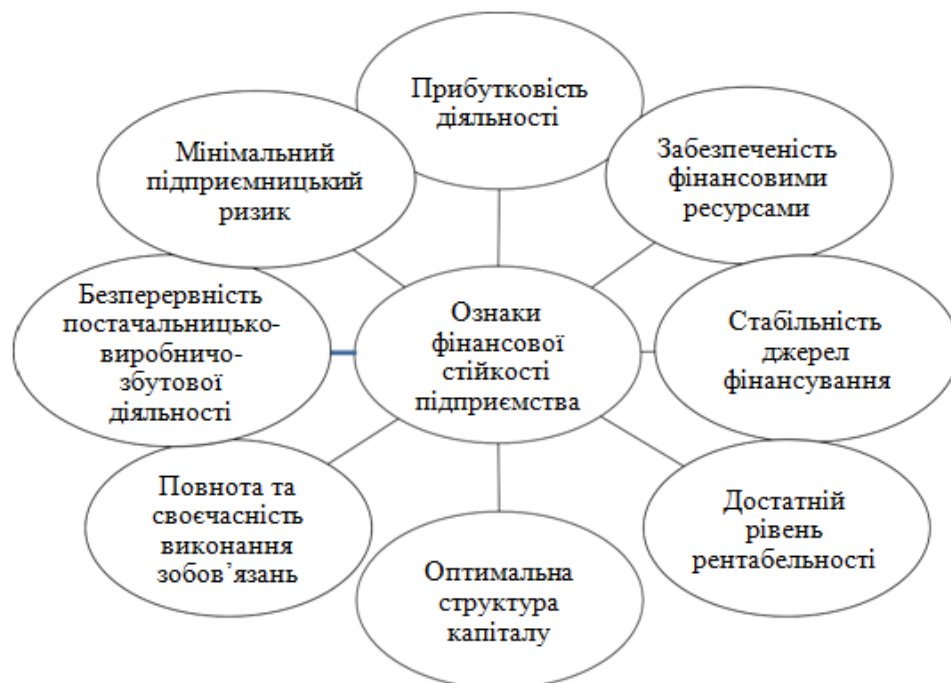 Прибутковість
діяльності
Мінімальний
підприємницький
ризик
Забезпеченість
фінансовими
ресурсами
Безперервність
постачальницько-
виробничо-
збутової
діяльності
Ознаки
фінансової
стійкості
підприємства
Стабільність
джерел
фінансування
Повнота та
своєчасність
виконання
зобов’язань
Оптимальна
структура
капіталу
Достатній
рівень
рентабельності